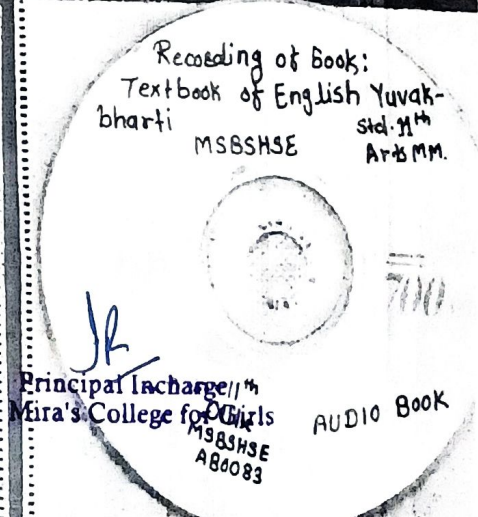 Recording of Book:
Textbook of English Yuvak-
bharti
Std. 11th
MSBSHSE
Arts MM.
700
JR
Principal Incharge
11th
Mira's College for Girls
MSBSHSE
AB0083
AUDIO BOOK